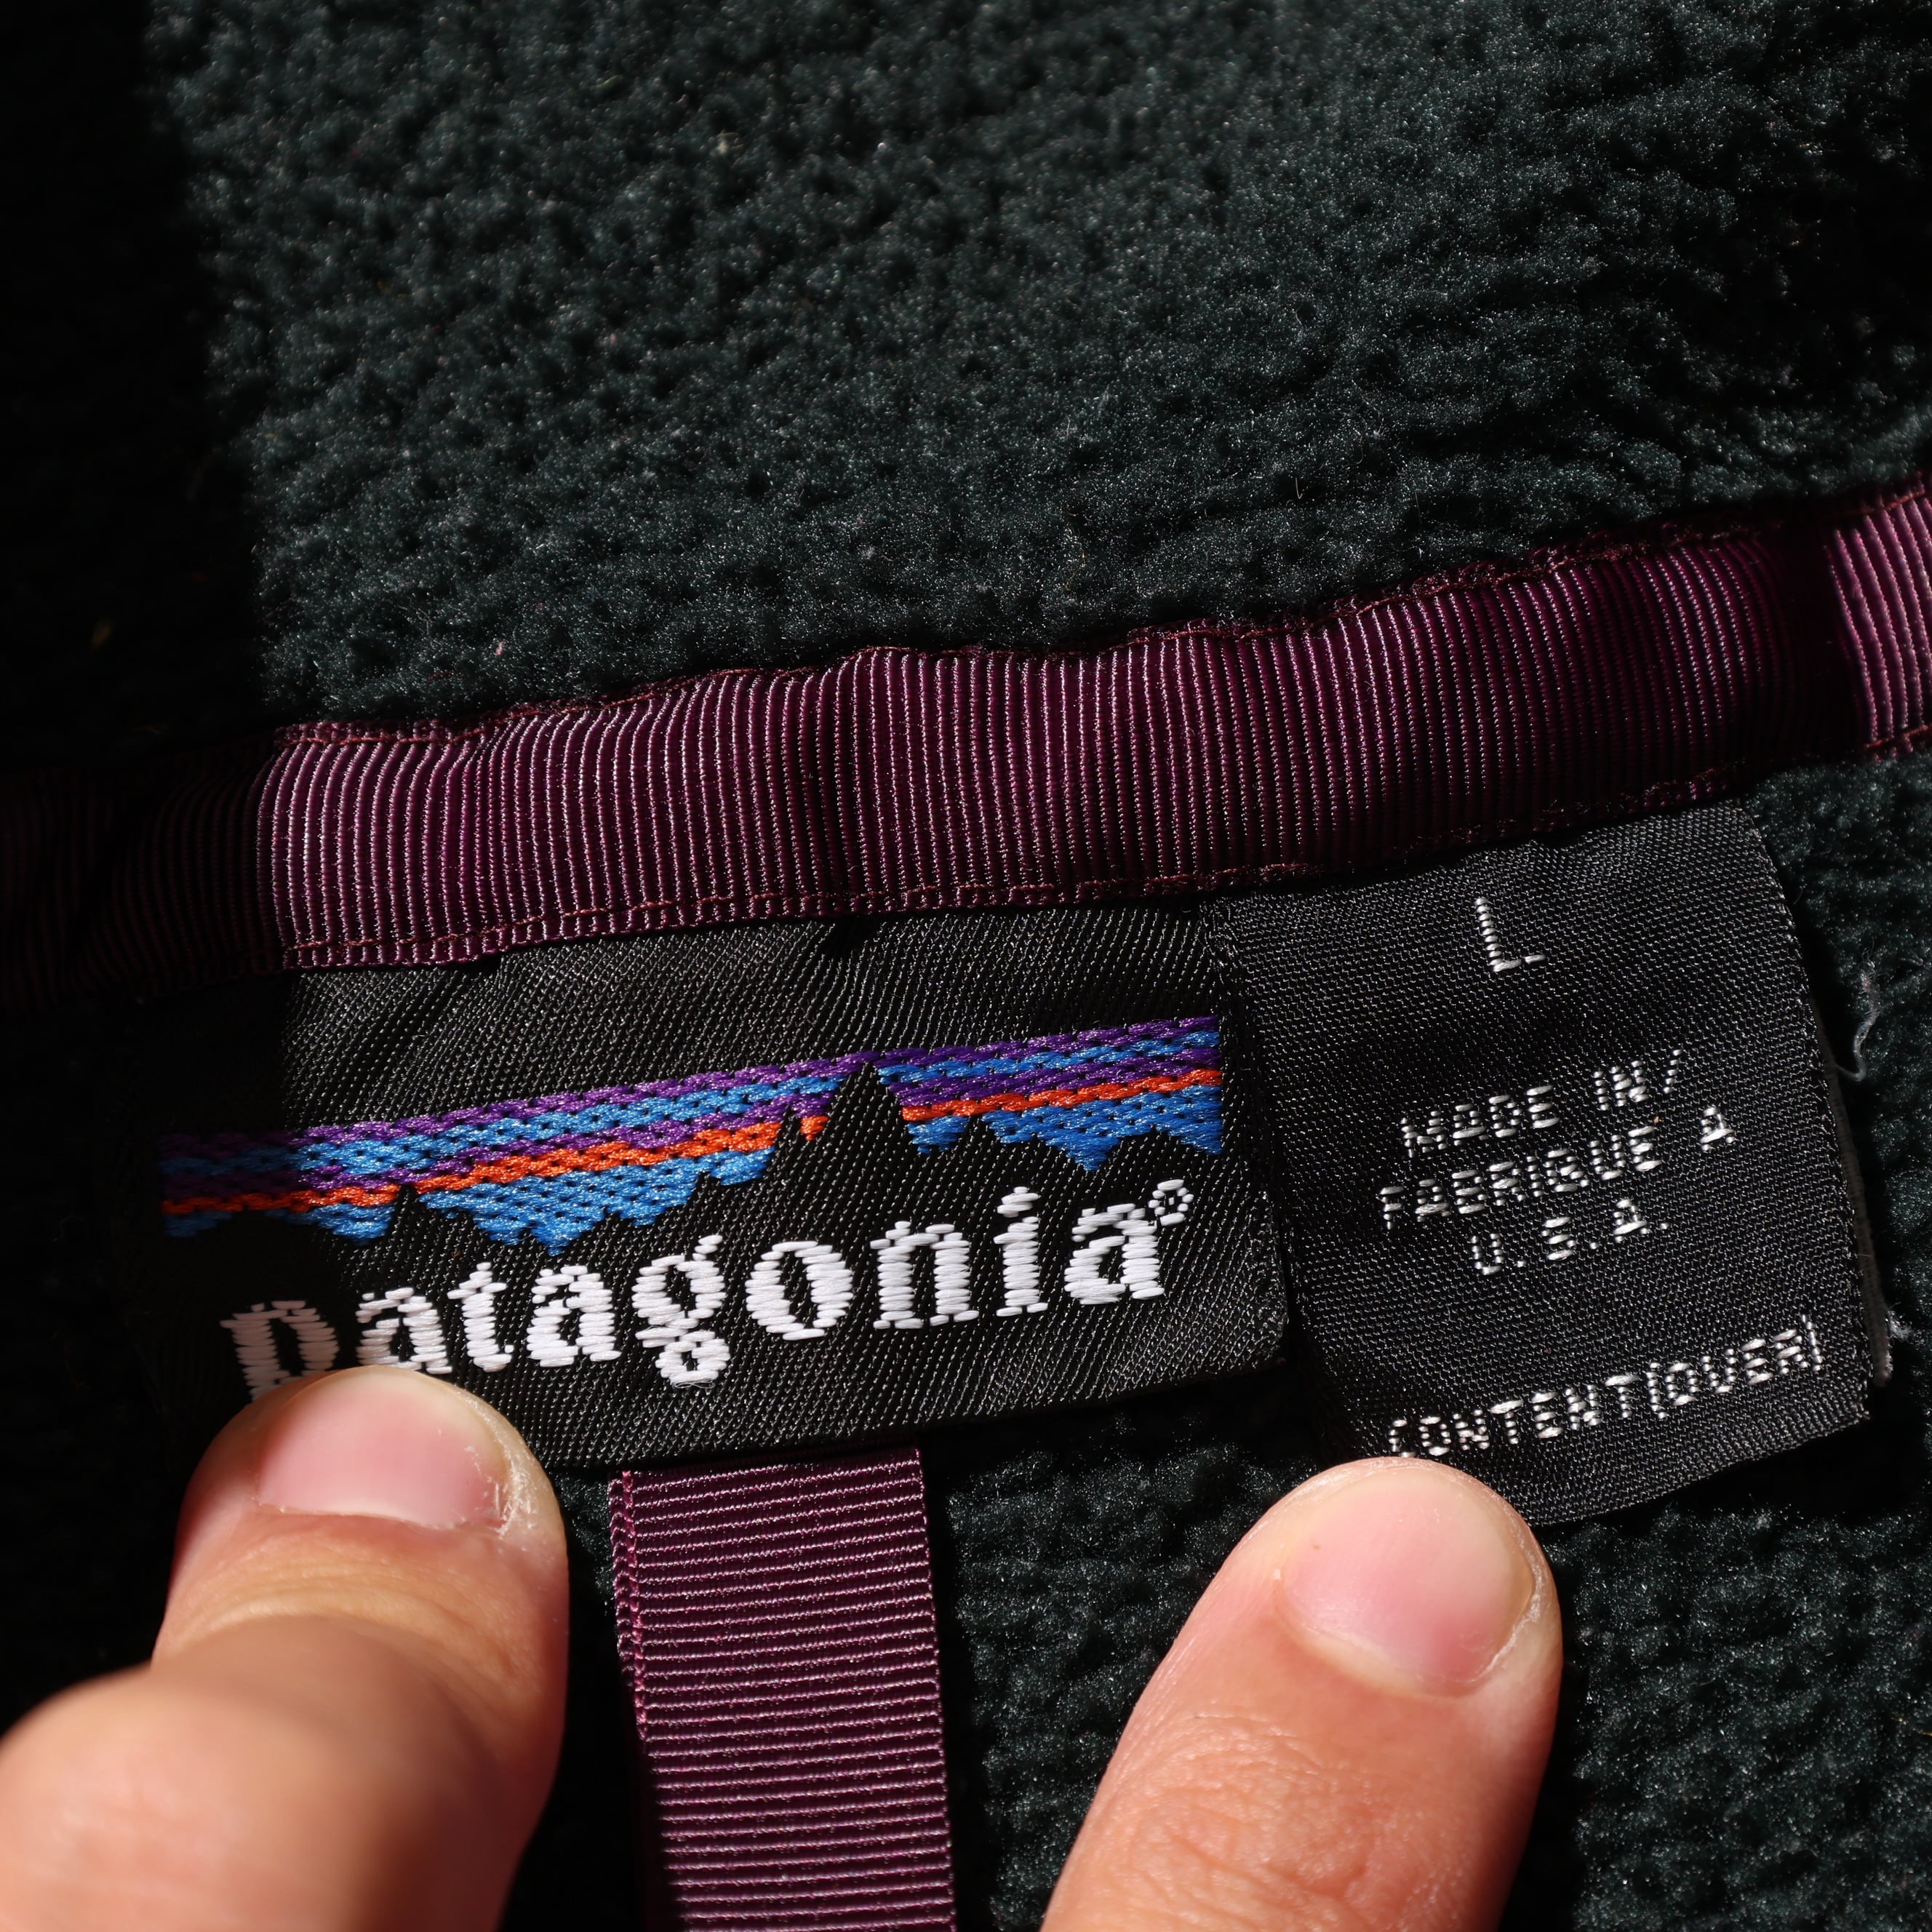 patagonia®
L
MADE IN/
FABRIQUE A
U.S.A.
CONTENT(OVER)